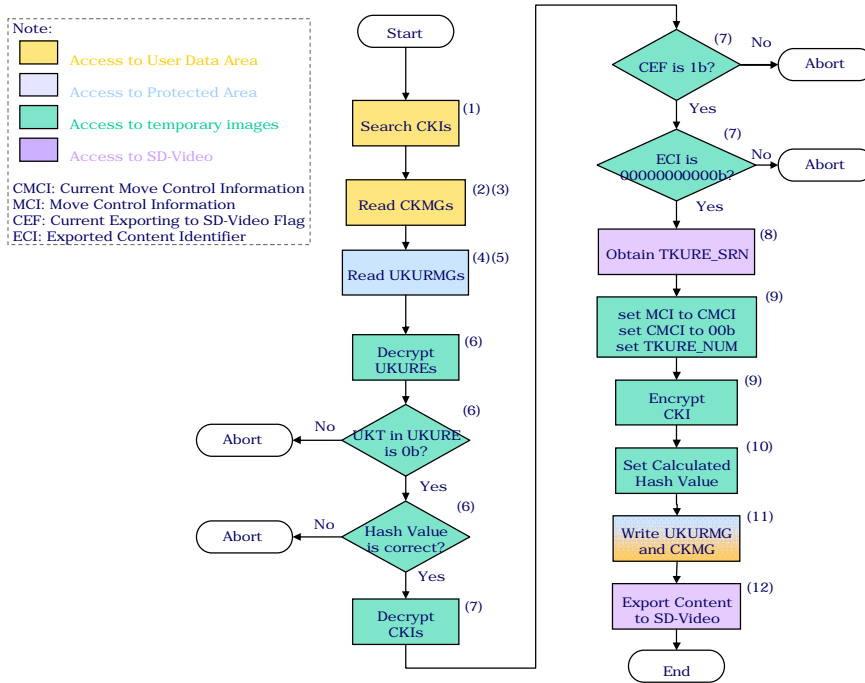 Note:
Access to User Data Area
Access to Protected Area
Access to temporary images
Access to SD-Video
CMCI: Current Move Control Information
MCI: Move Control Information
CEF: Current Exporting to SD-Video Flag
ECI: Exported Content Identifier
Start
(1)
Search CKIs
(2)(3)
Read CKMGs
(4)(5)
Read UKURMGs
(6)
Decrypt
UKUREs
(6)
UKT in UKURE
is 0b?
No
Abort
Yes
(6)
Hash Value
is correct?
No
Abort
Yes
(7)
Decrypt
CKIs
(7)
CEF is 1b?
No
Abort
Yes
(7)
ECI is
00000000000b?
No
Abort
Yes
(8)
Obtain TKURE_SRN
(9)
set MCI to CMCI
set CMCI to 00b
set TKURE_NUM
(9)
Encrypt
CKI
(10)
Set Calculated
Hash Value
(11)
Write UKURMG
and CKMG
(12)
Export Content
to SD-Video
End